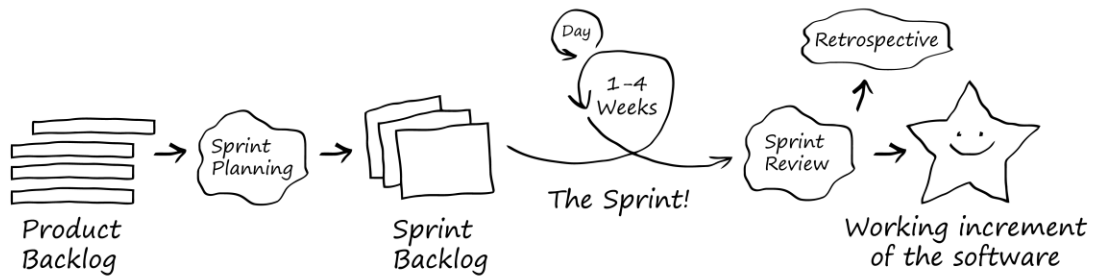 Product
Backlog
Sprint
Planning
Sprint
Backlog
Day
1-4
Weeks
The Sprint!
Sprint
Review
Retrospective
Working increment
of the software